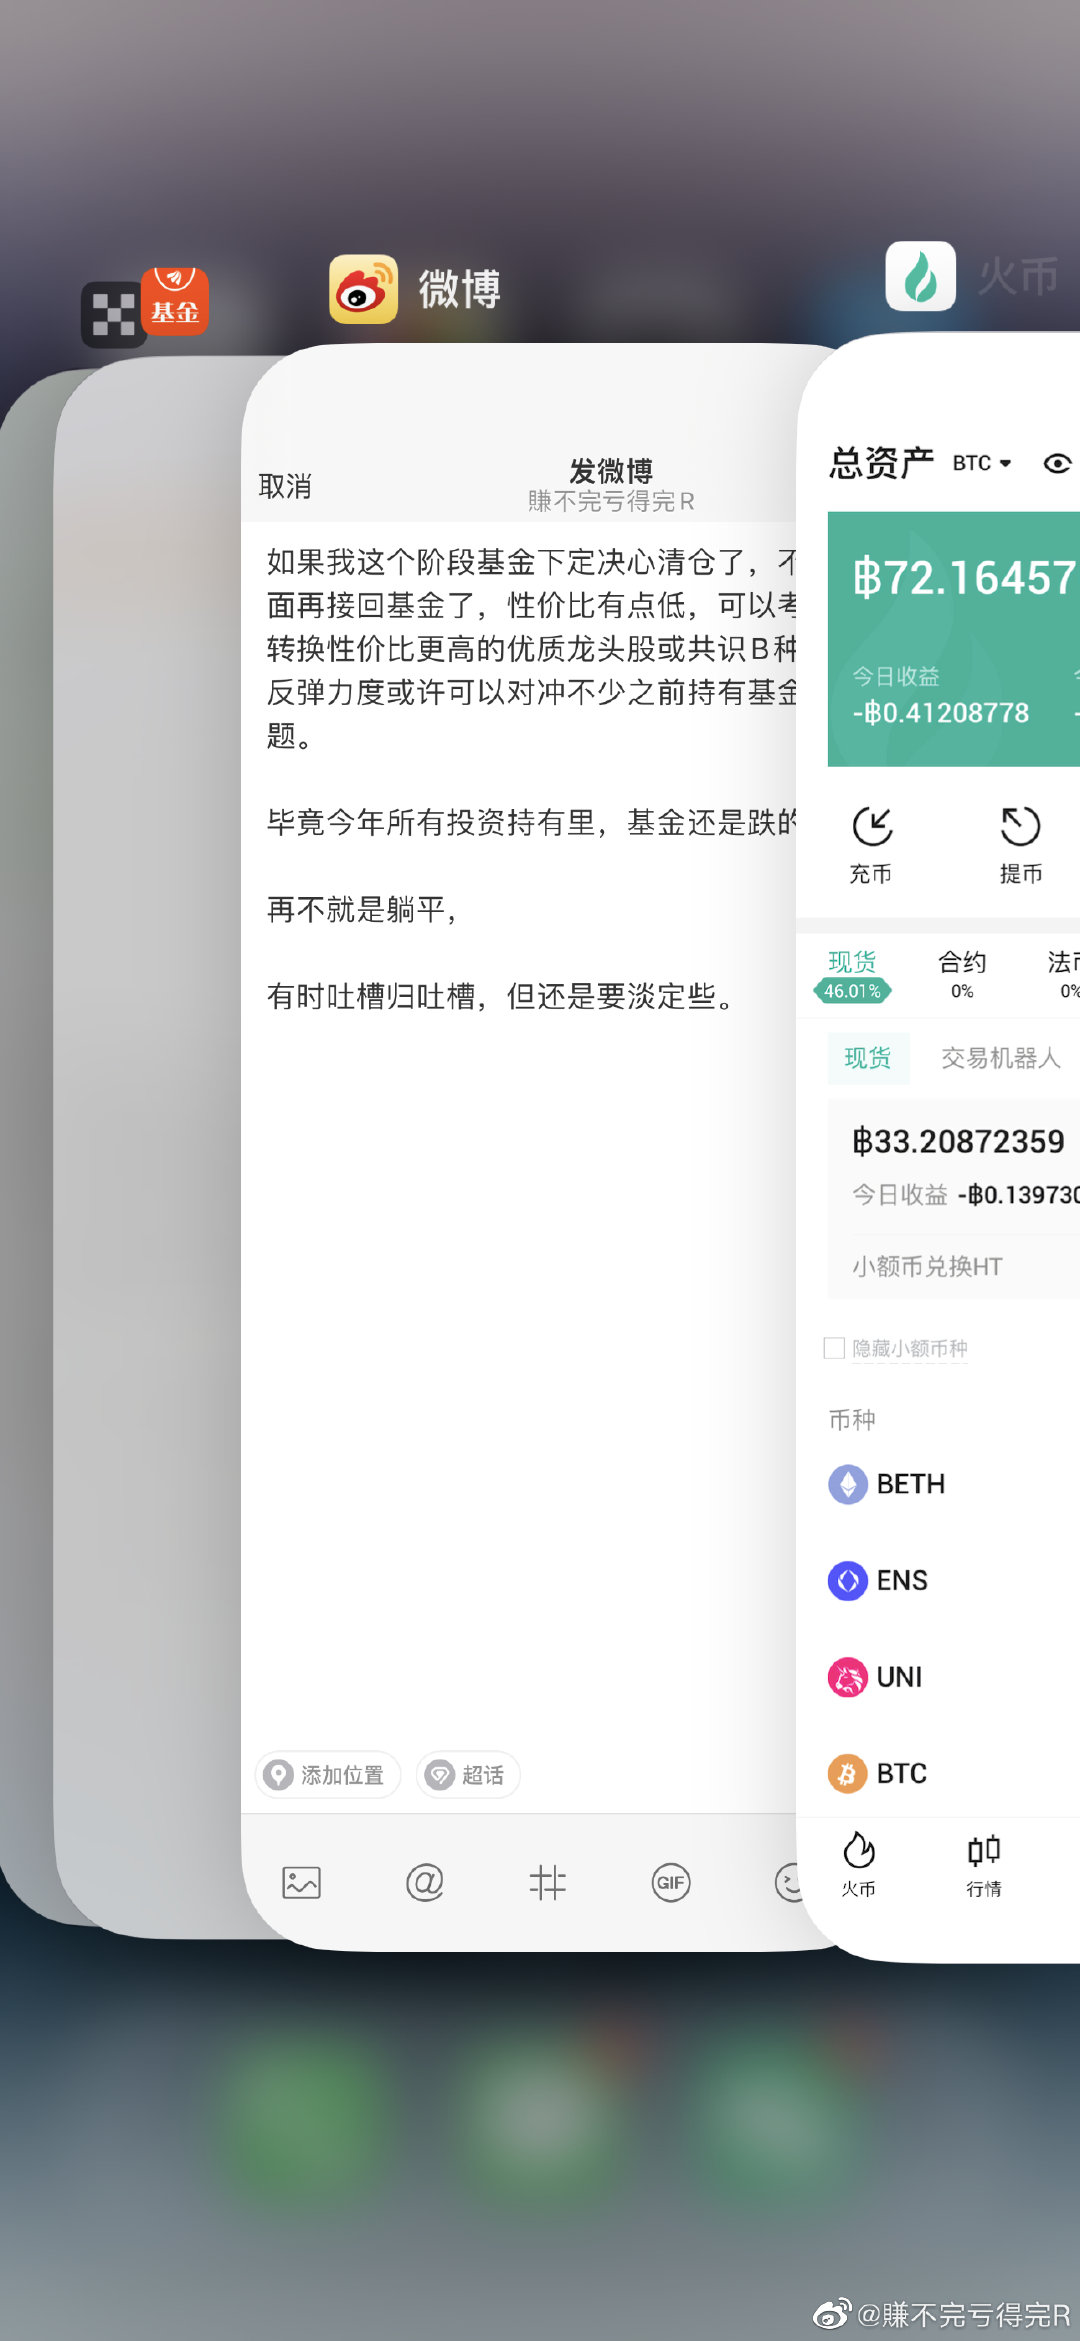 基金
微博
火币
取消
发微博
賺不完亏得完R
如果我这个阶段基金下定决心清仓了，
面再接回基金了，性价比有点低，可以考
转换性价比更高的优质龙头股或共识B种
反弹力度或许可以对冲不少之前持有基金
题。
毕竟今年所有投资持有里，基金还是跌的
再不就是躺平，
有时吐槽归吐槽，但还是要淡定些。
添加位置
超话
GIF
总资产 BTC
฿72.16457
今日收益
-฿0.41208778
充币
提币
现货 合约 法币
46.01% 0% 0%
现货 交易机器人
฿33.20872359
今日收益 -฿0.139730
小额币兑换HT
隐藏小额币种
币种
BETH
ENS
UNI
BTC
火币
行情
@賺不完亏得完R